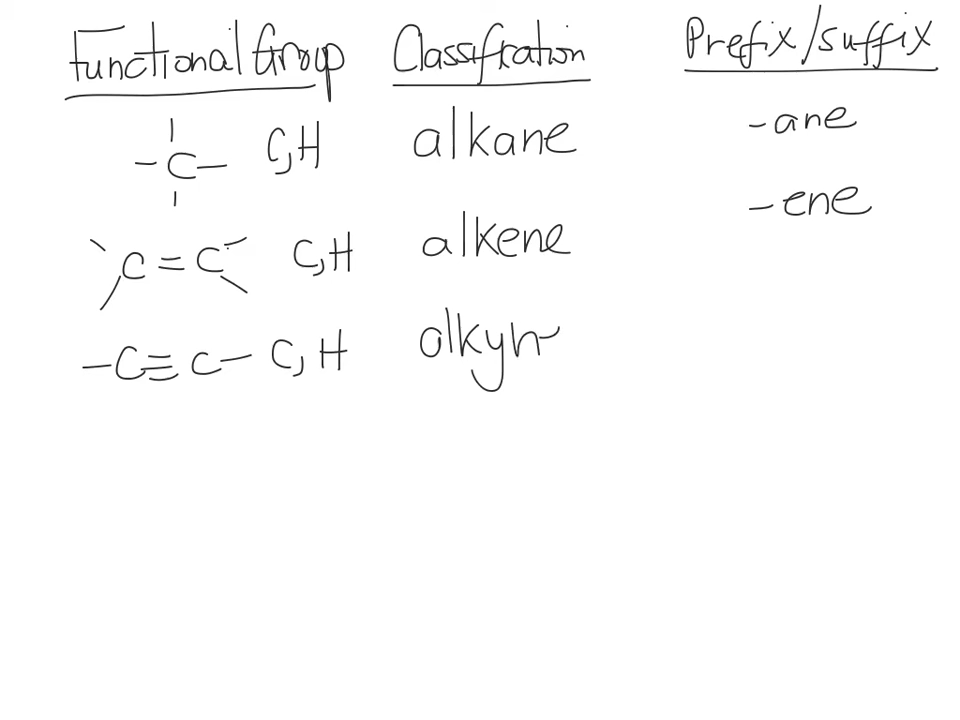 Functional Group Classification Prefix/suffix
-C- C,H alkane -ane
C=C C,H alkene -ene
-C≡C- C,H alkyn